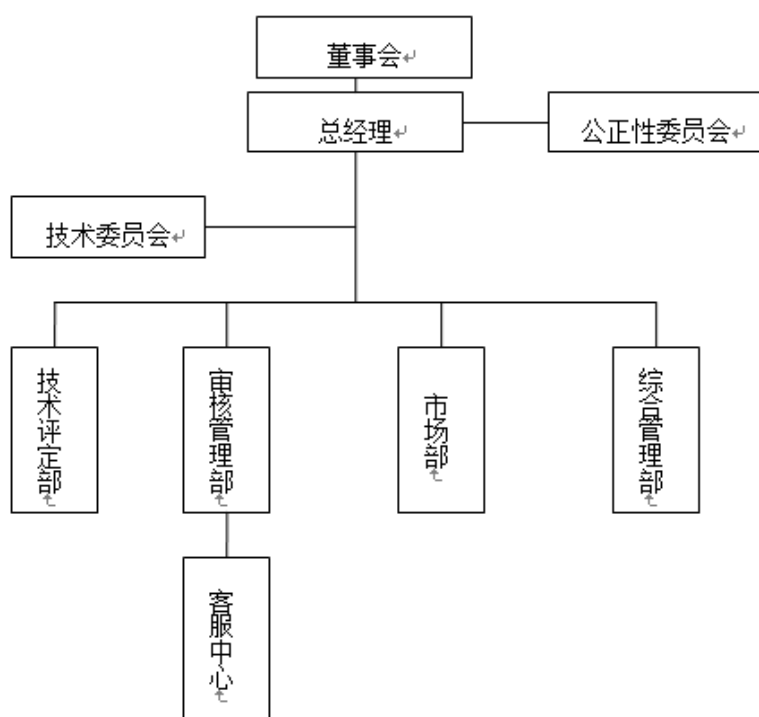 董事会
总经理
公正性委员会
技术委员会
技术评定部
审核管理部
市场部
综合管理部
客服中心